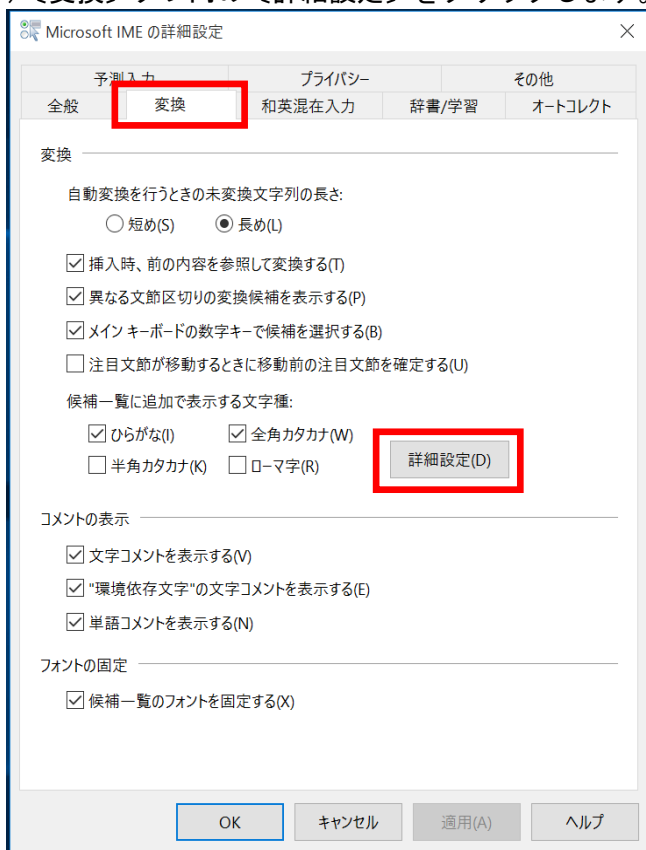 Microsoft IME の詳細設定
予測入力 プライバシー その他
全般 変換 和英混在入力 辞書/学習 オートコレクト
変換
自動変換を行うときの未変換文字列の長さ:
短め(S) 長め(L)
挿入時、前の内容を参照して変換する(T)
異なる文節区切りの変換候補を表示する(P)
メイン キーボードの数字キーで候補を選択する(B)
注目文節が移動するときに移動前の注目文節を確定する(U)
候補一覧に追加で表示する文字種:
ひらがな(I) 全角カタカナ(W)
半角カタカナ(K) ローマ字(R)
詳細設定(D)
コメントの表示
文字コメントを表示する(V)
"環境依存文字"の文字コメントを表示する(E)
単語コメントを表示する(N)
フォントの固定
候補一覧のフォントを固定する(X)
OK キャンセル 適用(A) ヘルプ